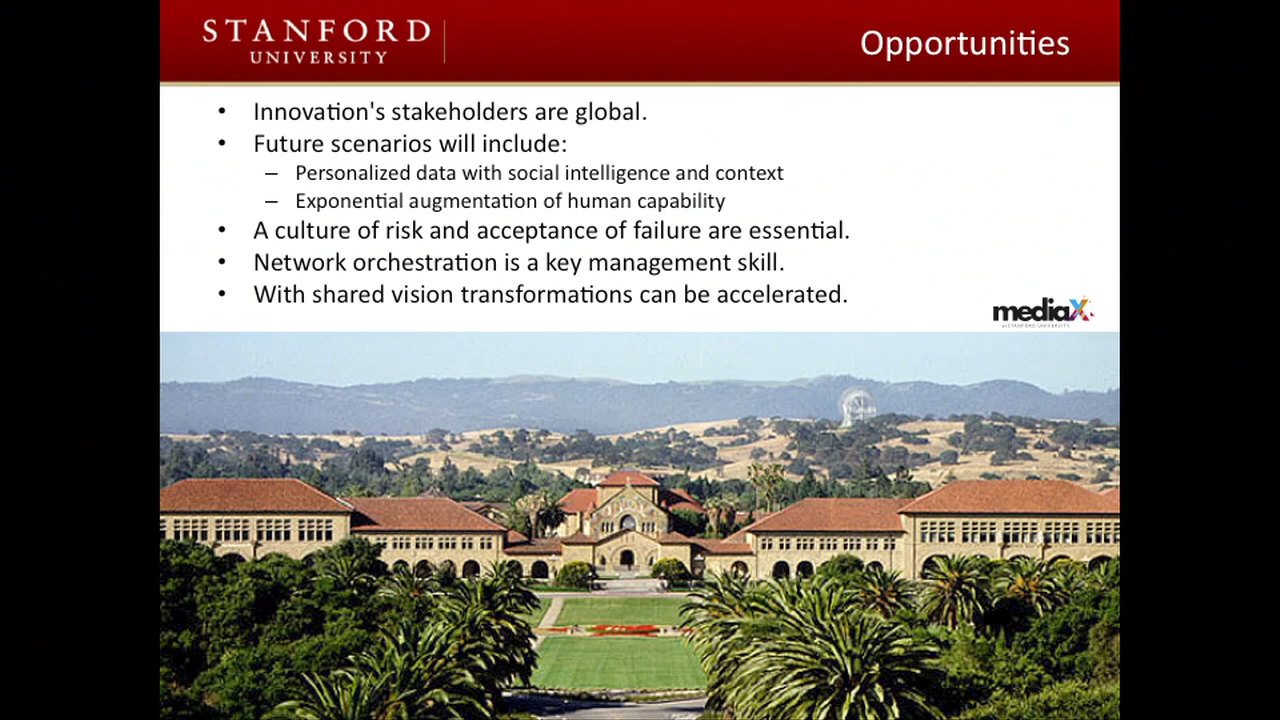 STANFORD
UNIVERSITY
Opportunities
• Innovation's stakeholders are global.
• Future scenarios will include:
– Personalized data with social intelligence and context
– Exponential augmentation of human capability
• A culture of risk and acceptance of failure are essential.
• Network orchestration is a key management skill.
• With shared vision transformations can be accelerated.
mediaX
at STANFORD UNIVERSITY